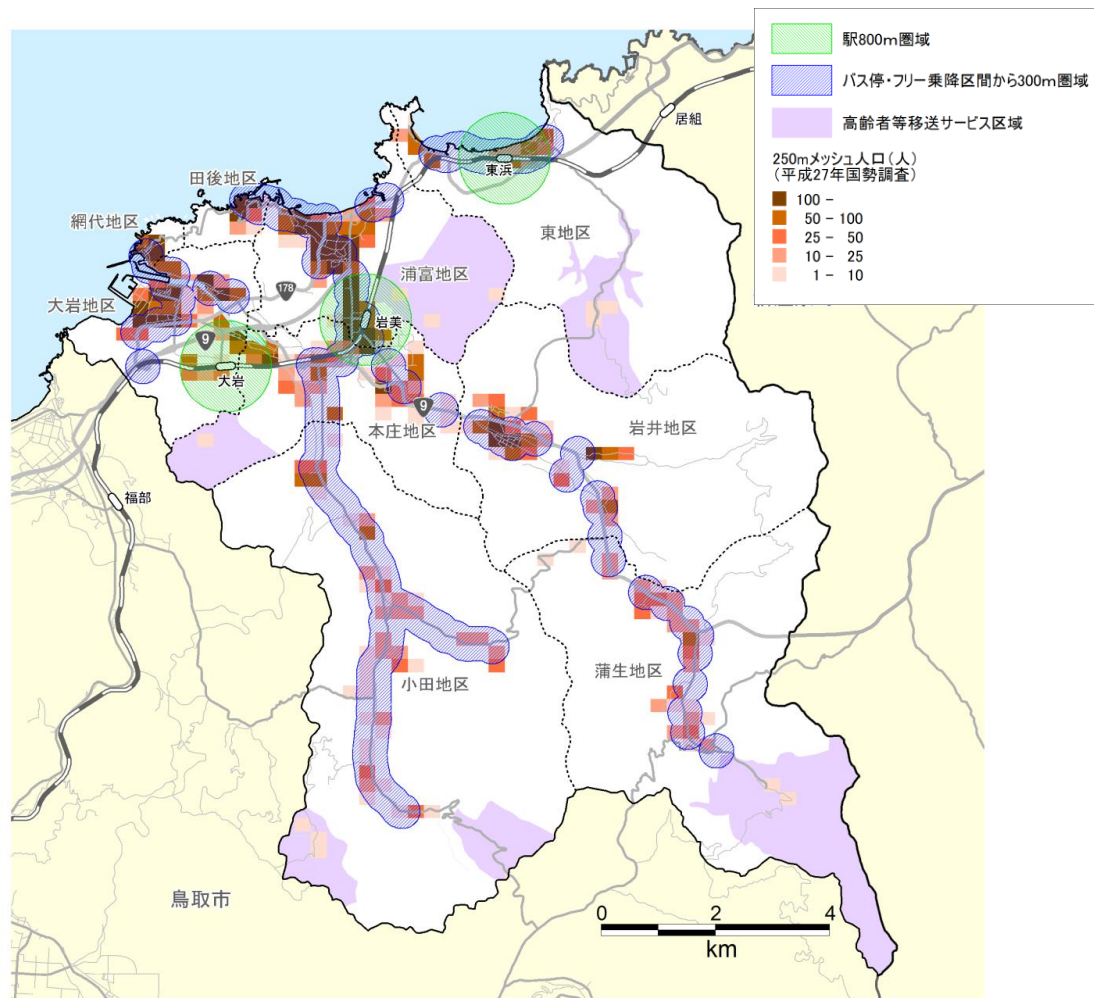 駅800m圏域
バス停・フリー乗降区間から300m圏域
高齢者等移送サービス区域
250mメッシュ人口(人)
(平成27年国勢調査)
100 -
50 - 100
25 - 50
10 - 25
1 - 10
居組
東浜
田後地区
網代地区
東地区
浦富地区
178
大岩地区
岩美
9
大岩
9
本庄地区
岩井地区
福部
蒲生地区
小田地区
鳥取市
0 2 4
km